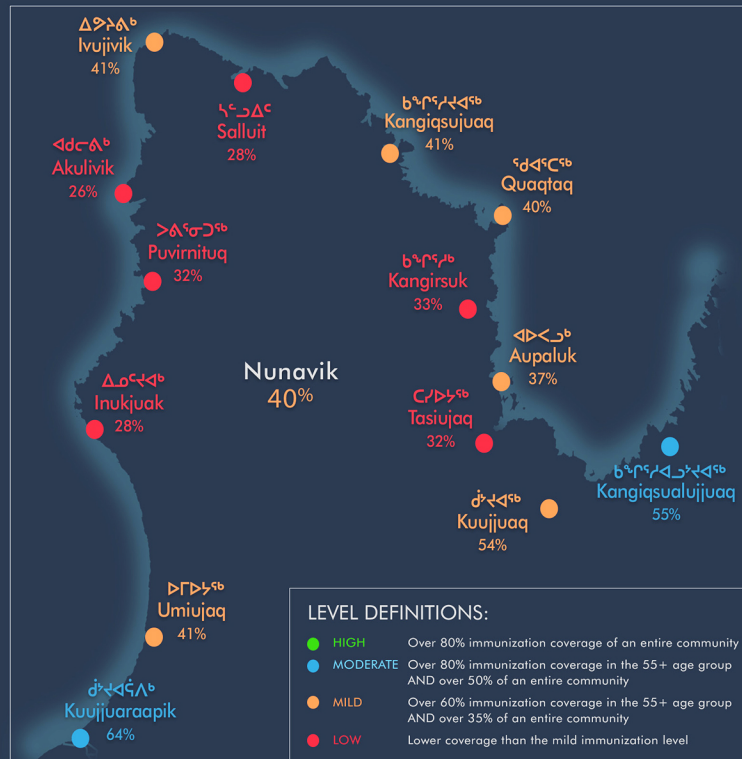 ᐃᕗᔨᕕᒃ
Ivujivik
41%
ᓴᓪᓗᐃᑦ
Salluit
28%
ᑲᖏᕐᓱᔪᐊᖅ
Kangiqsujuaq
41%
ᐊᑯᓕᕕᒃ
Akulivik
26%
ᖁᐊᕐᑕᖅ
Quaqtaq
40%
ᐳᕕᕐᓂᑐᖅ
Puvirnituq
32%
ᑲᖏᕐᓱᒃ
Kangirsuk
33%
ᐊᐅᐸᓗᒃ
Aupaluk
37%
Nunavik
40%
ᐃᓄᑦᔪᐊᒃ
Inukjuak
28%
ᑕᓯᐅᔭᖅ
Tasiujaq
32%
ᑲᖏᕐᓱᐊᓗᔾᔪᐊᖅ
Kangiqsualujjuaq
55%
ᑰᔾᔪᐊᖅ
Kuujjuaq
54%
ᐅᒥᐅᔭᖅ
Umiujaq
41%
ᑰᔾᔪᐊᕌᐱᒃ
Kuujjuaraapik
64%
LEVEL DEFINITIONS:
HIGH Over 80% immunization coverage of an entire community
MODERATE Over 80% immunization coverage in the 55+ age group
AND over 50% of an entire community
MILD Over 60% immunization coverage in the 55+ age group
AND over 35% of an entire community
LOW Lower coverage than the mild immunization level